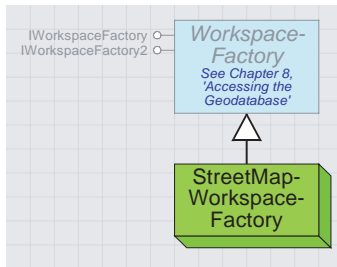 IWorkspaceFactory
IWorkspaceFactory2
Workspace-
Factory
See Chapter 8,
'Accessing the
Geodatabase'
StreetMap-
Workspace-
Factory